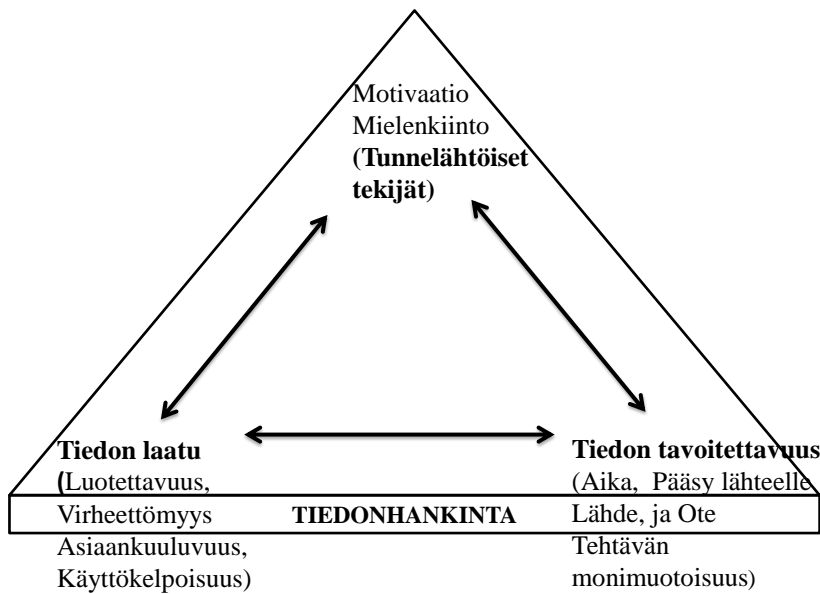 Motivaatio
Mielenkiinto
(Tunnelähtöiset
tekijät)
Tiedon laatu
(Luotettavuus,
Virheettömyys
Asiaankuuluvuus,
Käyttökelpoisuus)
TIEDONHANKINTA
Tiedon tavoitettavuus
(Aika, Pääsy lähteelle
Lähde, ja Ote
Tehtävän
monimuotoisuus)